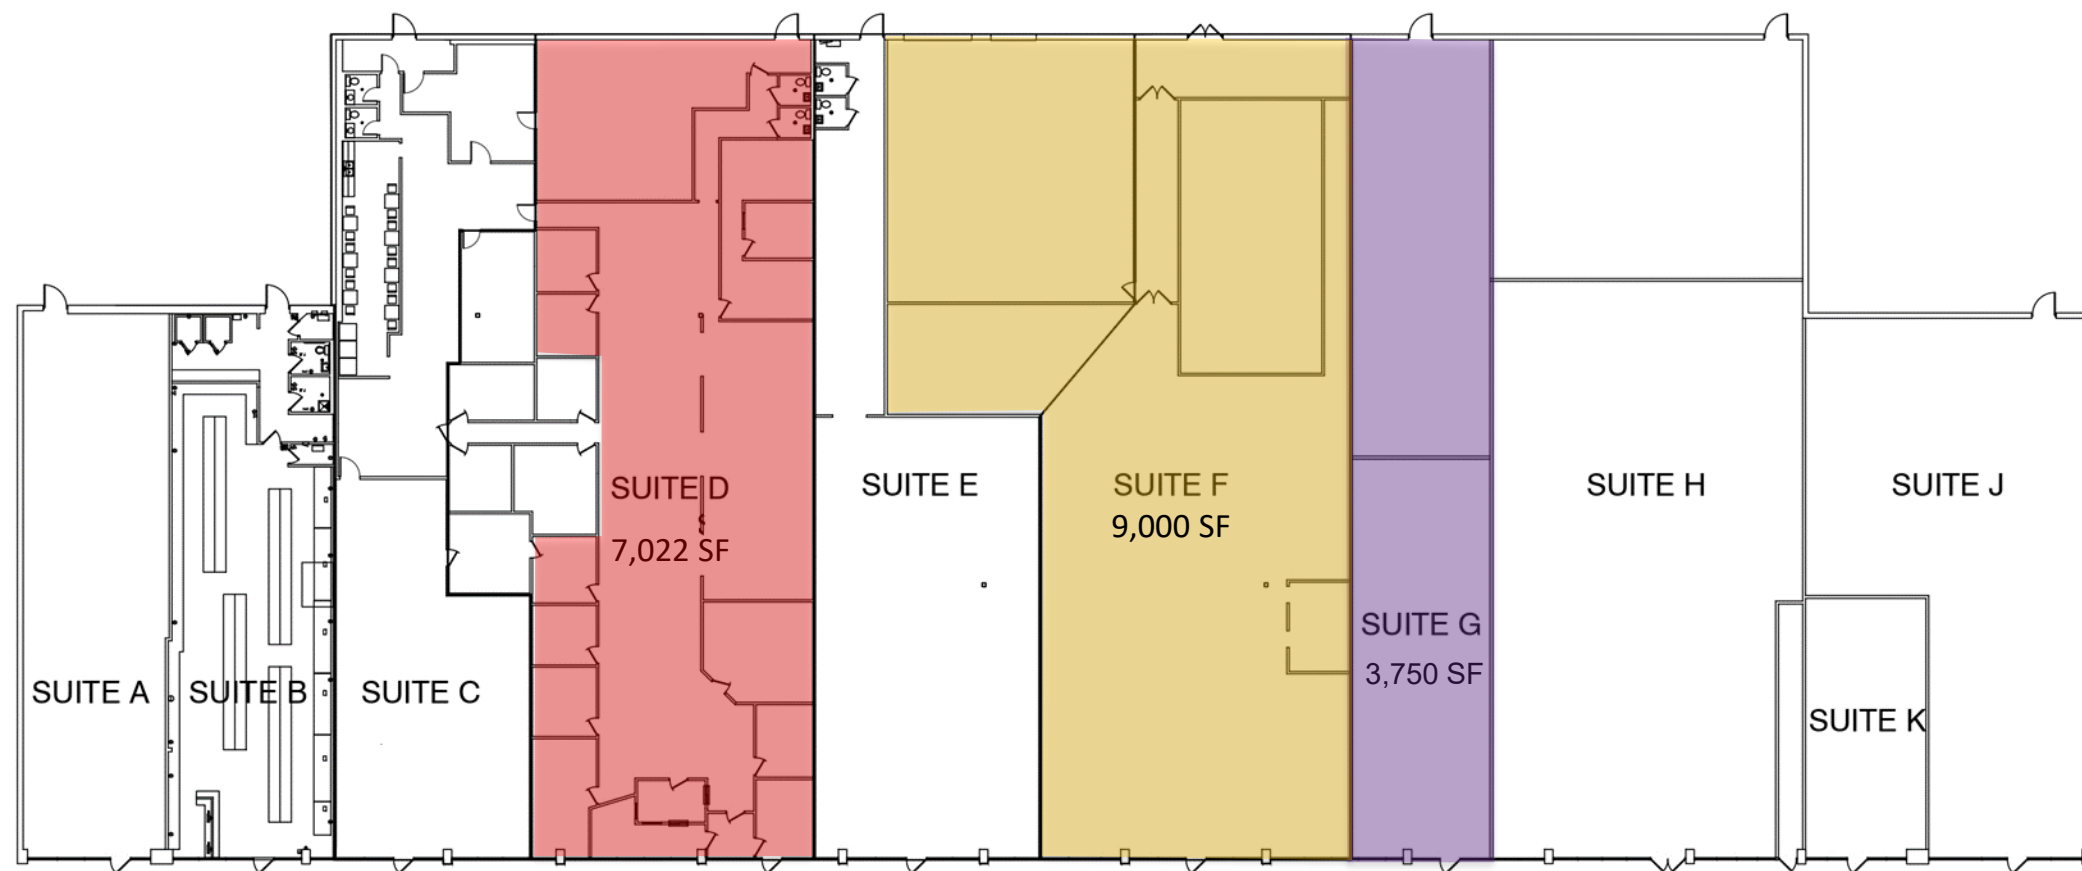 SUITE A
SUITE B
SUITE C
SUITE D
7,022 SF
SUITE E
SUITE F
9,000 SF
SUITE G
3,750 SF
SUITE H
SUITE J
SUITE K